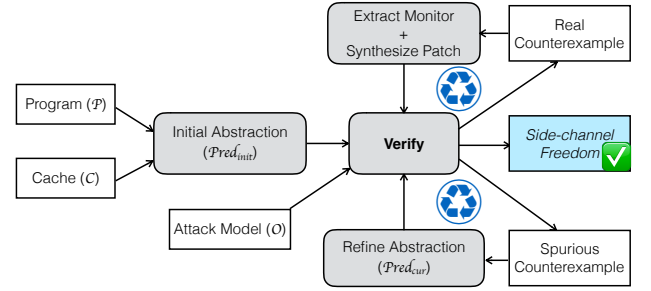 Extract Monitor
+
Synthesize Patch
Real
Counterexample
Program (𝒫)
Initial Abstraction
(𝒫red_init)
Verify
Side-channel
Freedom
Cache (𝒞)
Attack Model (𝒪)
Refine Abstraction
(𝒫red_cur)
Spurious
Counterexample